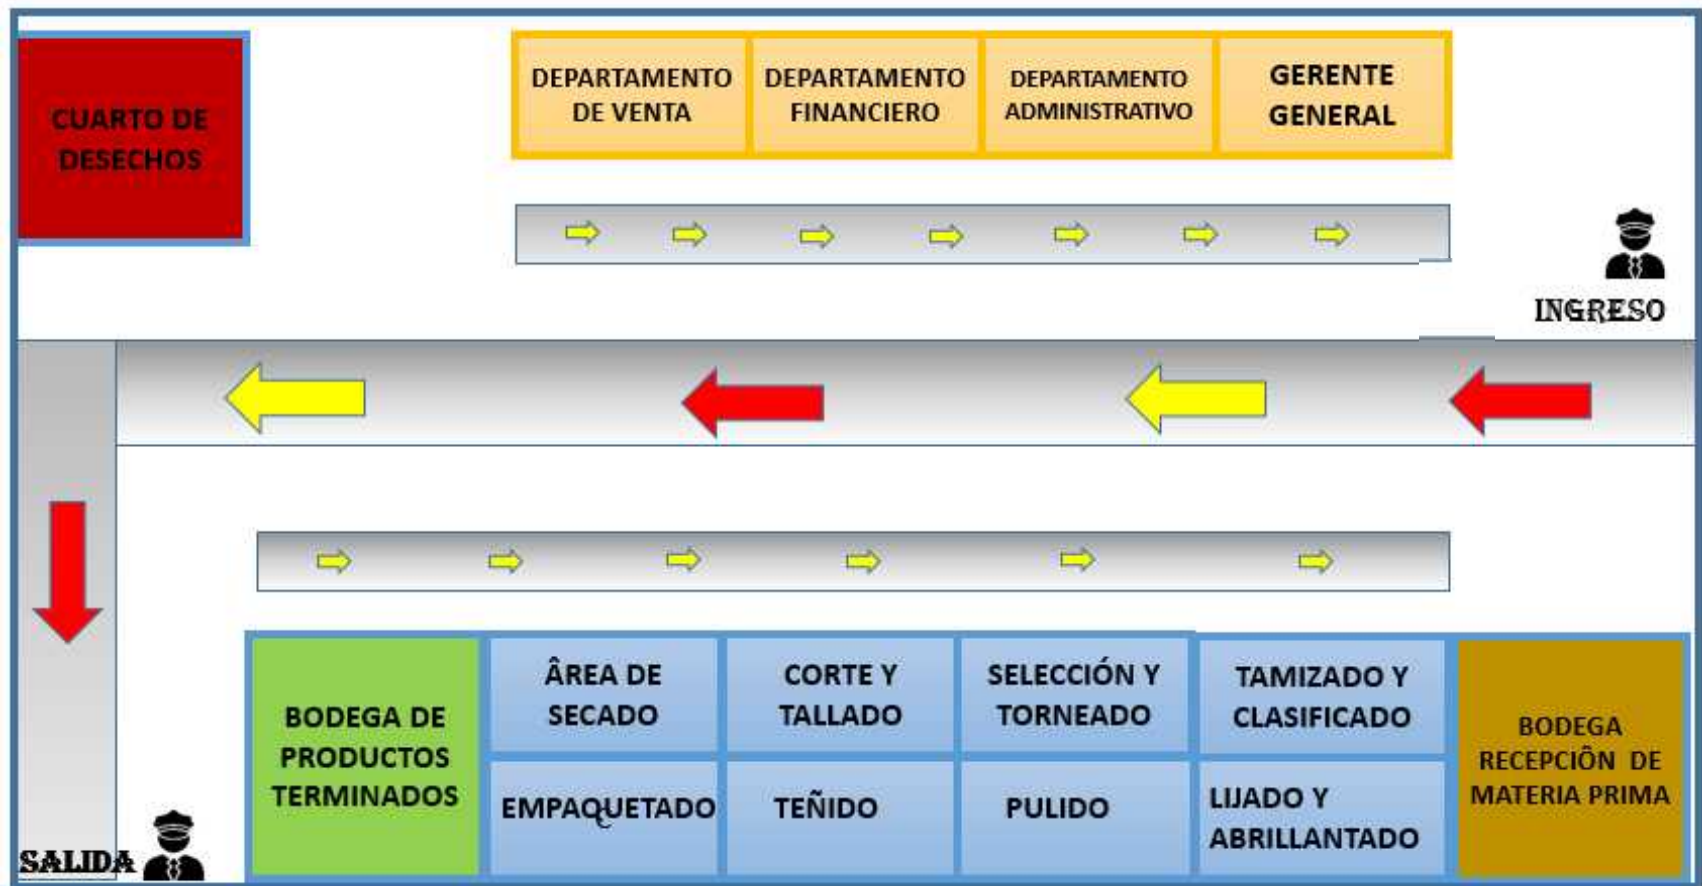 CUARTO DE
DESECHOS
DEPARTAMENTO
DE VENTA
DEPARTAMENTO
FINANCIERO
DEPARTAMENTO
ADMINISTRATIVO
GERENTE
GENERAL
INGRESO
BODEGA DE
PRODUCTOS
TERMINADOS
ÂREA DE
SECADO
CORTE Y
TALLADO
SELECCIÓN Y
TORNEADO
TAMIZADO Y
CLASIFICADO
EMPAQUETADO
TEÑIDO
PULIDO
LIJADO Y
ABRILLANTADO
BODEGA
RECEPCIÔN DE
MATERIA PRIMA
SALIDA